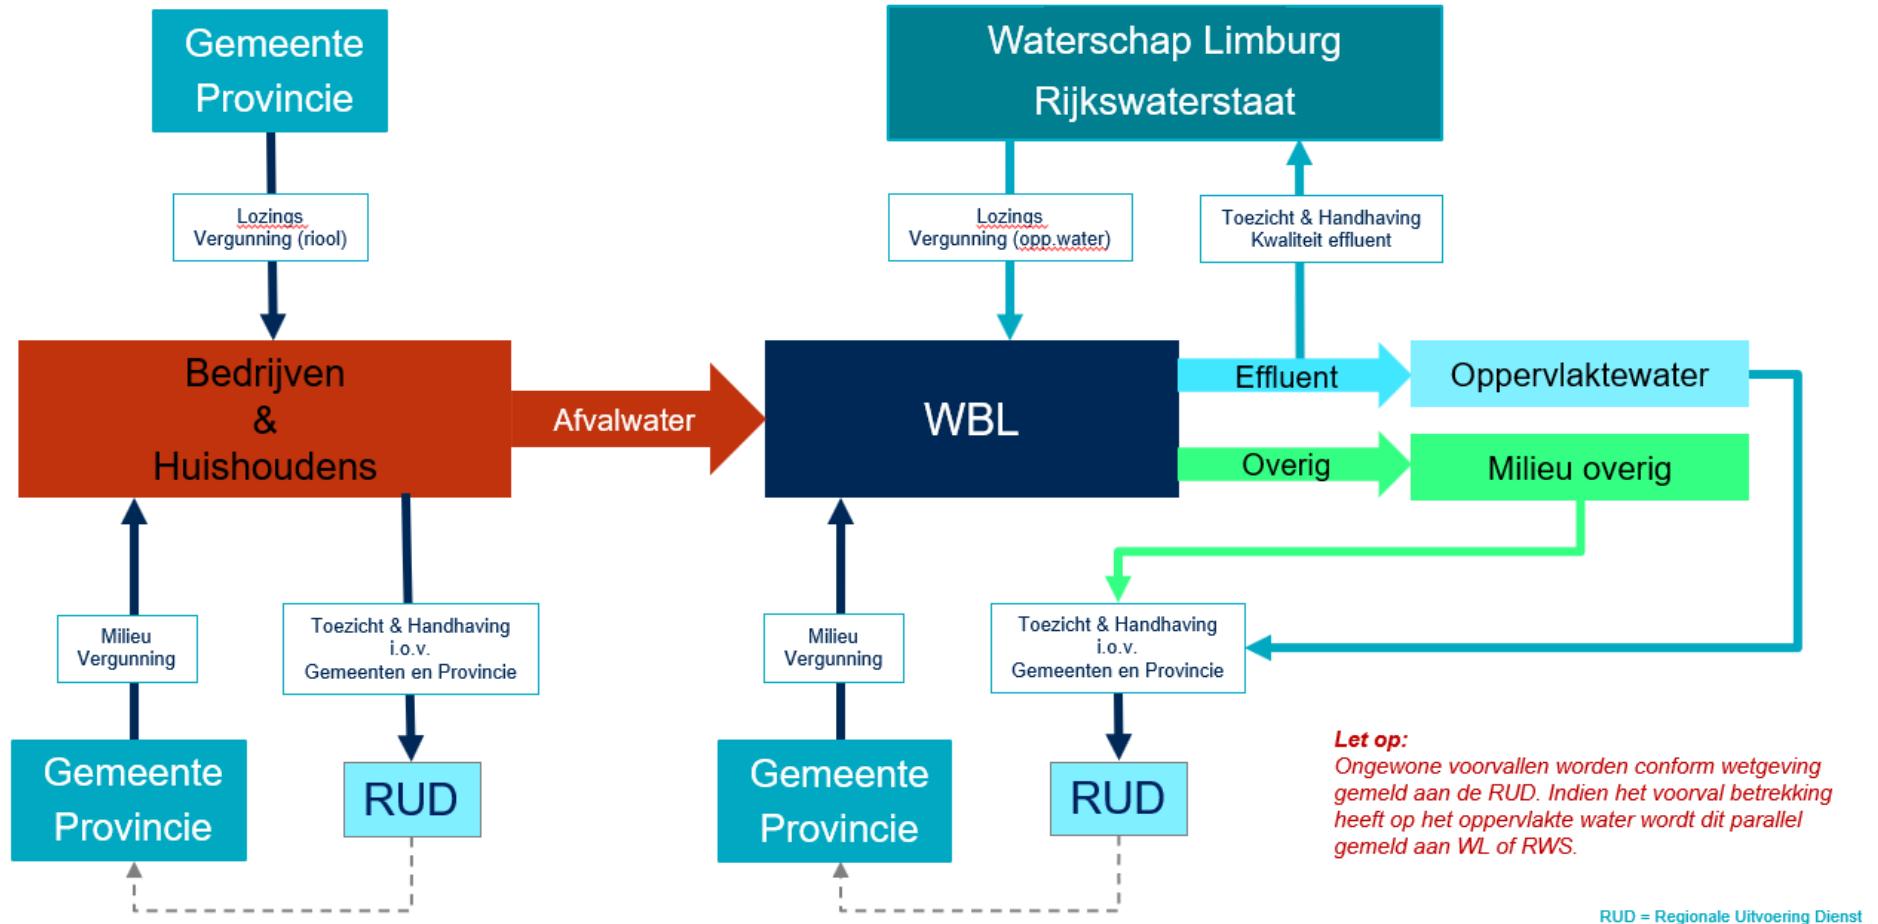 Gemeente
Provincie
Waterschap Limburg
Rijkswaterstaat
Lozings
Vergunning (riool)
Lozings
Vergunning (opp.water)
Toezicht & Handhaving
Kwaliteit effluent
Bedrijven
&
Huishoudens
Afvalwater
WBL
Effluent
Oppervlaktewater
Overig
Milieu overig
Milieu
Vergunning
Toezicht & Handhaving
i.o.v.
Gemeenten en Provincie
Milieu
Vergunning
Toezicht & Handhaving
i.o.v.
Gemeenten en Provincie
Gemeente
Provincie
RUD
Gemeente
Provincie
RUD
Let op:
Ongewone voorvallen worden conform wetgeving
gemeld aan de RUD. Indien het voorval betrekking
heeft op het oppervlakte water wordt dit parallel
gemeld aan WL of RWS.
RUD = Regionale Uitvoering Dienst